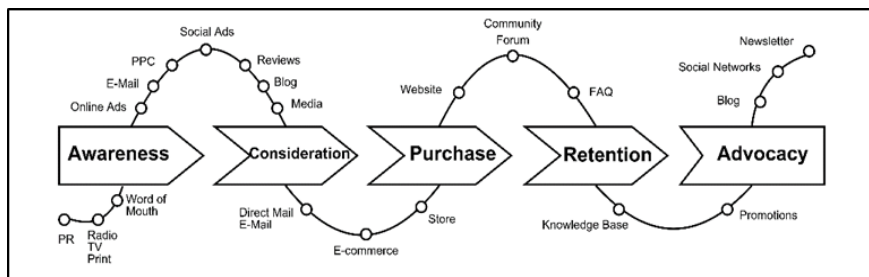 Social Ads
PPC
Reviews
E-Mail
Blog
Online Ads
Media
Community
Forum
Website
FAQ
Newsletter
Social Networks
Blog
Awareness
Consideration
Purchase
Retention
Advocacy
Word of
Mouth
PR
Radio
TV
Print
Direct Mail
E-Mail
E-commerce
Store
Knowledge Base
Promotions